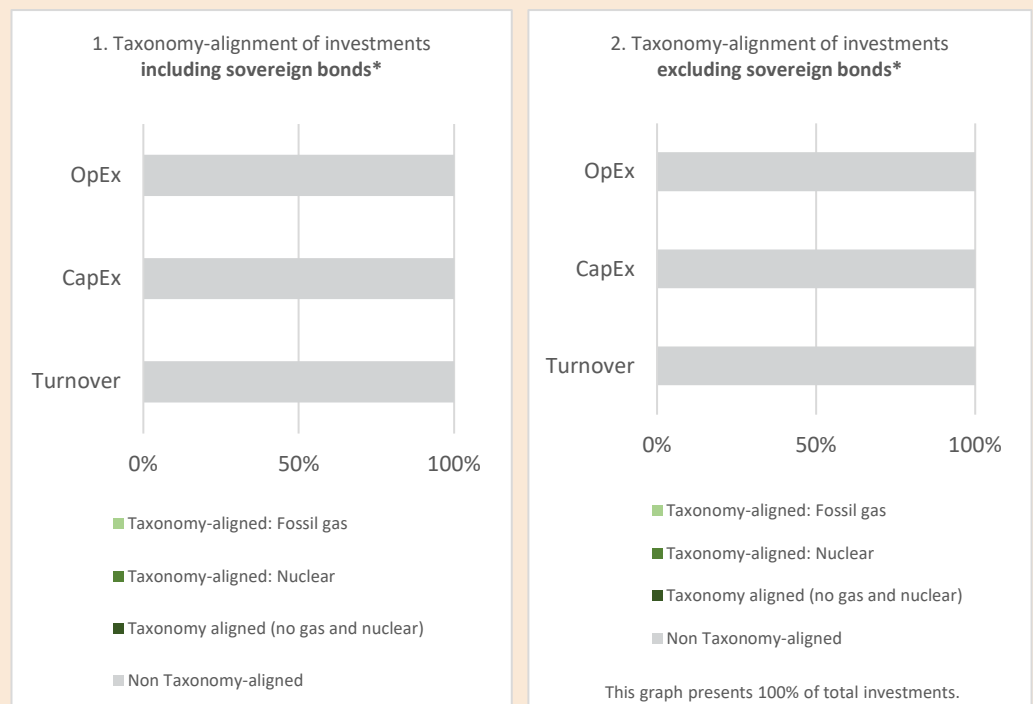 1. Taxonomy-alignment of investments
including sovereign bonds*
OpEx
CapEx
Turnover
0% 50% 100%
Taxonomy-aligned: Fossil gas
Taxonomy-aligned: Nuclear
Taxonomy aligned (no gas and nuclear)
Non Taxonomy-aligned
2. Taxonomy-alignment of investments
excluding sovereign bonds*
OpEx
CapEx
Turnover
0% 50% 100%
Taxonomy-aligned: Fossil gas
Taxonomy-aligned: Nuclear
Taxonomy aligned (no gas and nuclear)
Non Taxonomy-aligned
This graph presents 100% of total investments.